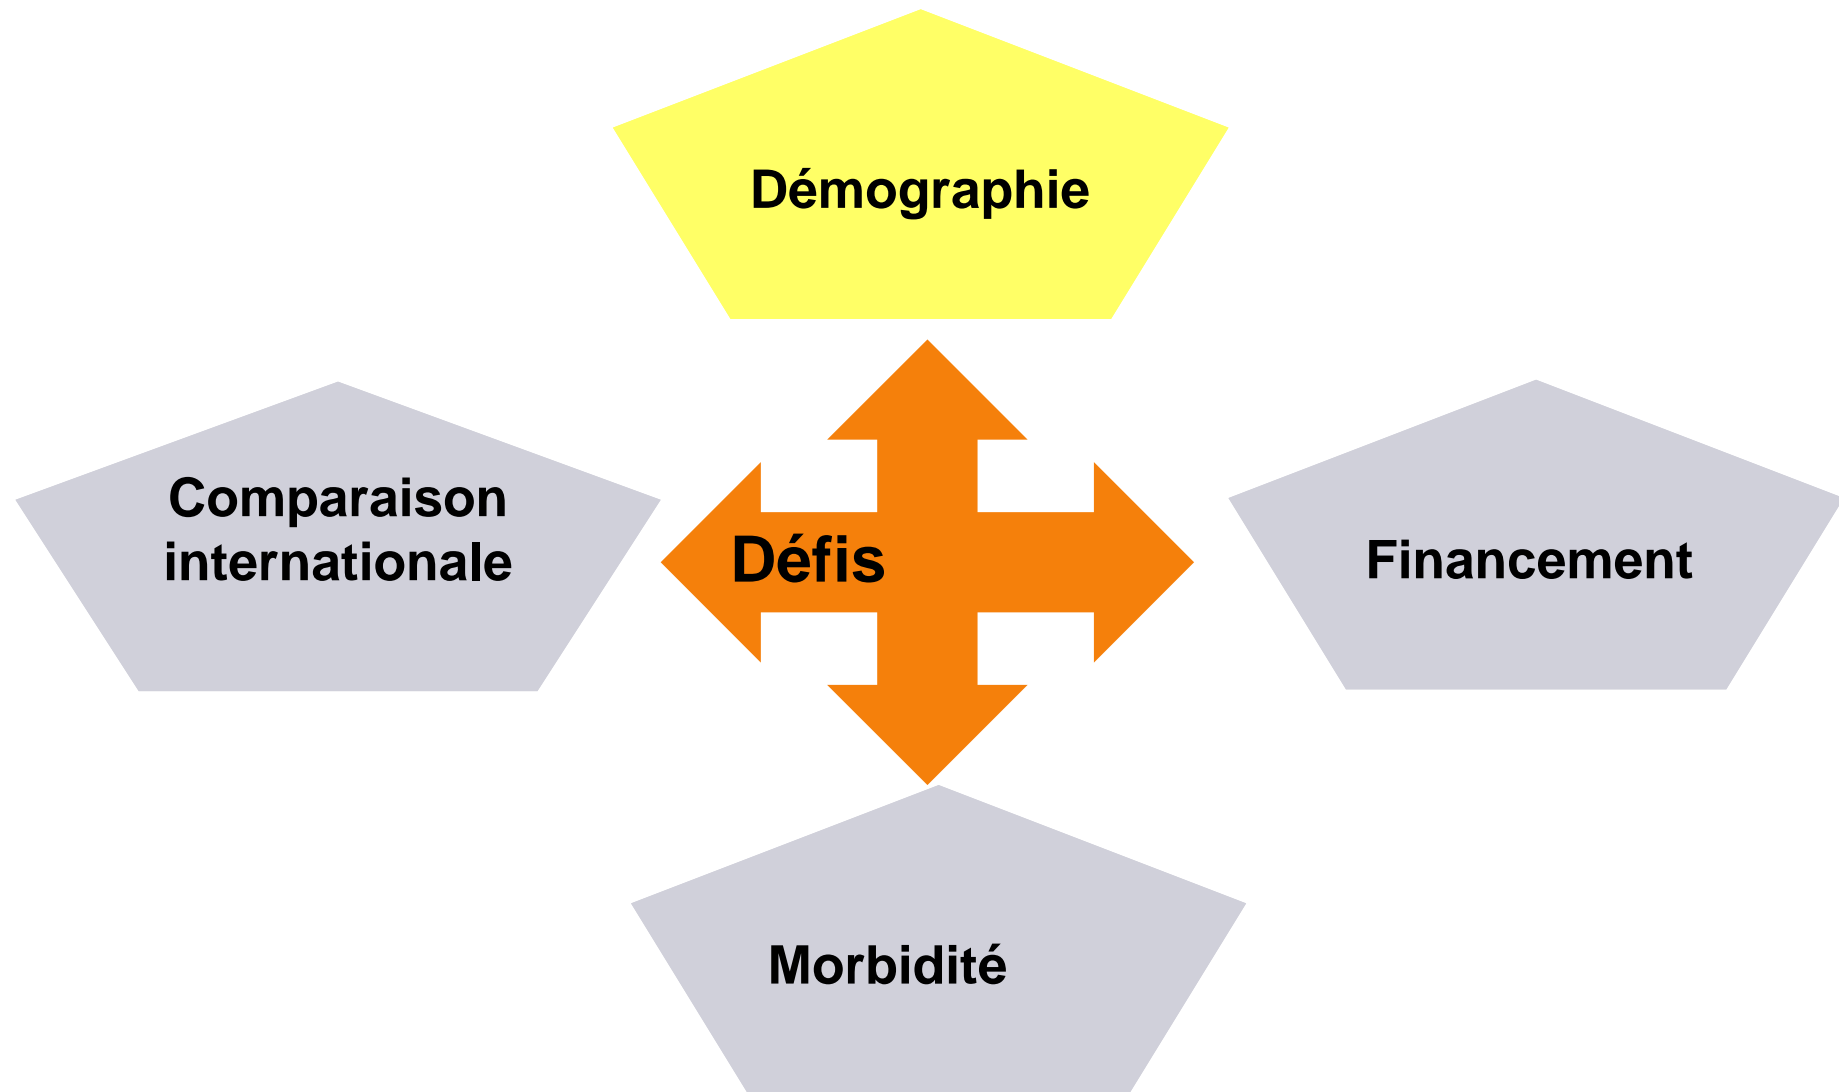 Démographie
Comparaison
internationale
Défis
Financement
Morbidité